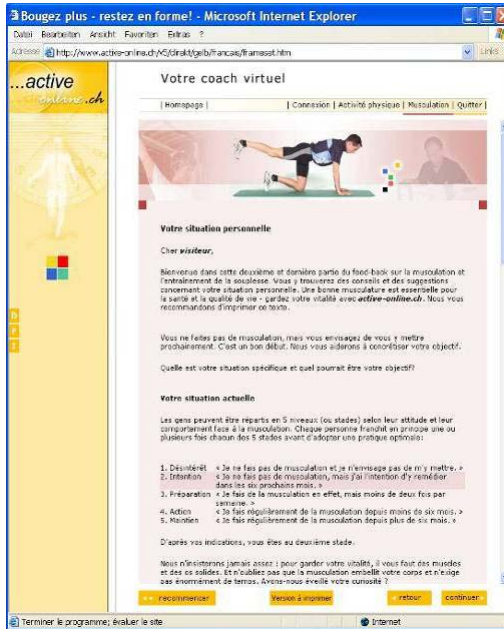 Bougez plus - restez en forme! - Microsoft Internet Explorer
Datei Bearbeiten Ansicht Favoriten Extras ?
Adresse http://www.active-online.ch/v5/direkt/gelb/francais/frameset.htm Links
...active
online.ch
Votre coach virtuel
| Homepage | | Connexion | Activité physique | Musculation | Quitter |
Votre situation personnelle
Cher visiteur,
Bienvenue dans cette deuxième et dernière partie du feed-back sur la musculation et
l'entraînement de la souplesse. Vous y trouverez des conseils et des suggestions
concernant votre situation personnelle. Une bonne musculature est essentielle pour
la santé et la qualité de vie - gardez votre vitalité avec active-online.ch. Nous vous
recommandons d'imprimer ce texte.
Vous ne faites pas de musculation, mais vous envisagez de vous y mettre
prochainement. C'est un bon début. Nous vous aiderons à concrétiser votre objectif.
Quelle est votre situation spécifique et quel pourrait être votre objectif?
Votre situation actuelle
Les gens peuvent être répartis en 5 niveaux (ou stades) selon leur attitude et leur
comportement face à la musculation. Chaque personne franchit en principe une ou
plusieurs fois chacun des 5 stades avant d'adopter une pratique optimale:
1. Désintérêt « Je ne fais pas de musculation et je n'envisage pas de m'y mettre. »
2. Intention « Je ne fais pas de musculation, mais j'ai l'intention d'y remédier
dans les six prochains mois. »
3. Préparation « Je fais de la musculation en effet, mais moins de deux fois par
semaine. »
4. Action « Je fais régulièrement de la musculation depuis moins de six mois. »
5. Maintien « Je fais régulièrement de la musculation depuis plus de six mois. »
D'après vos indications, vous êtes au deuxième stade.
Nous n'insisterons jamais assez : pour garder votre vitalité, il vous faut des muscles
et des os solides. Et n'oubliez pas que la musculation embellit votre corps et n'exige
pas énormément de temps. Avons-nous éveillé votre curiosité ?
recommencer Version à imprimer retour continuer
Terminer le programme; évaluer le site Internet